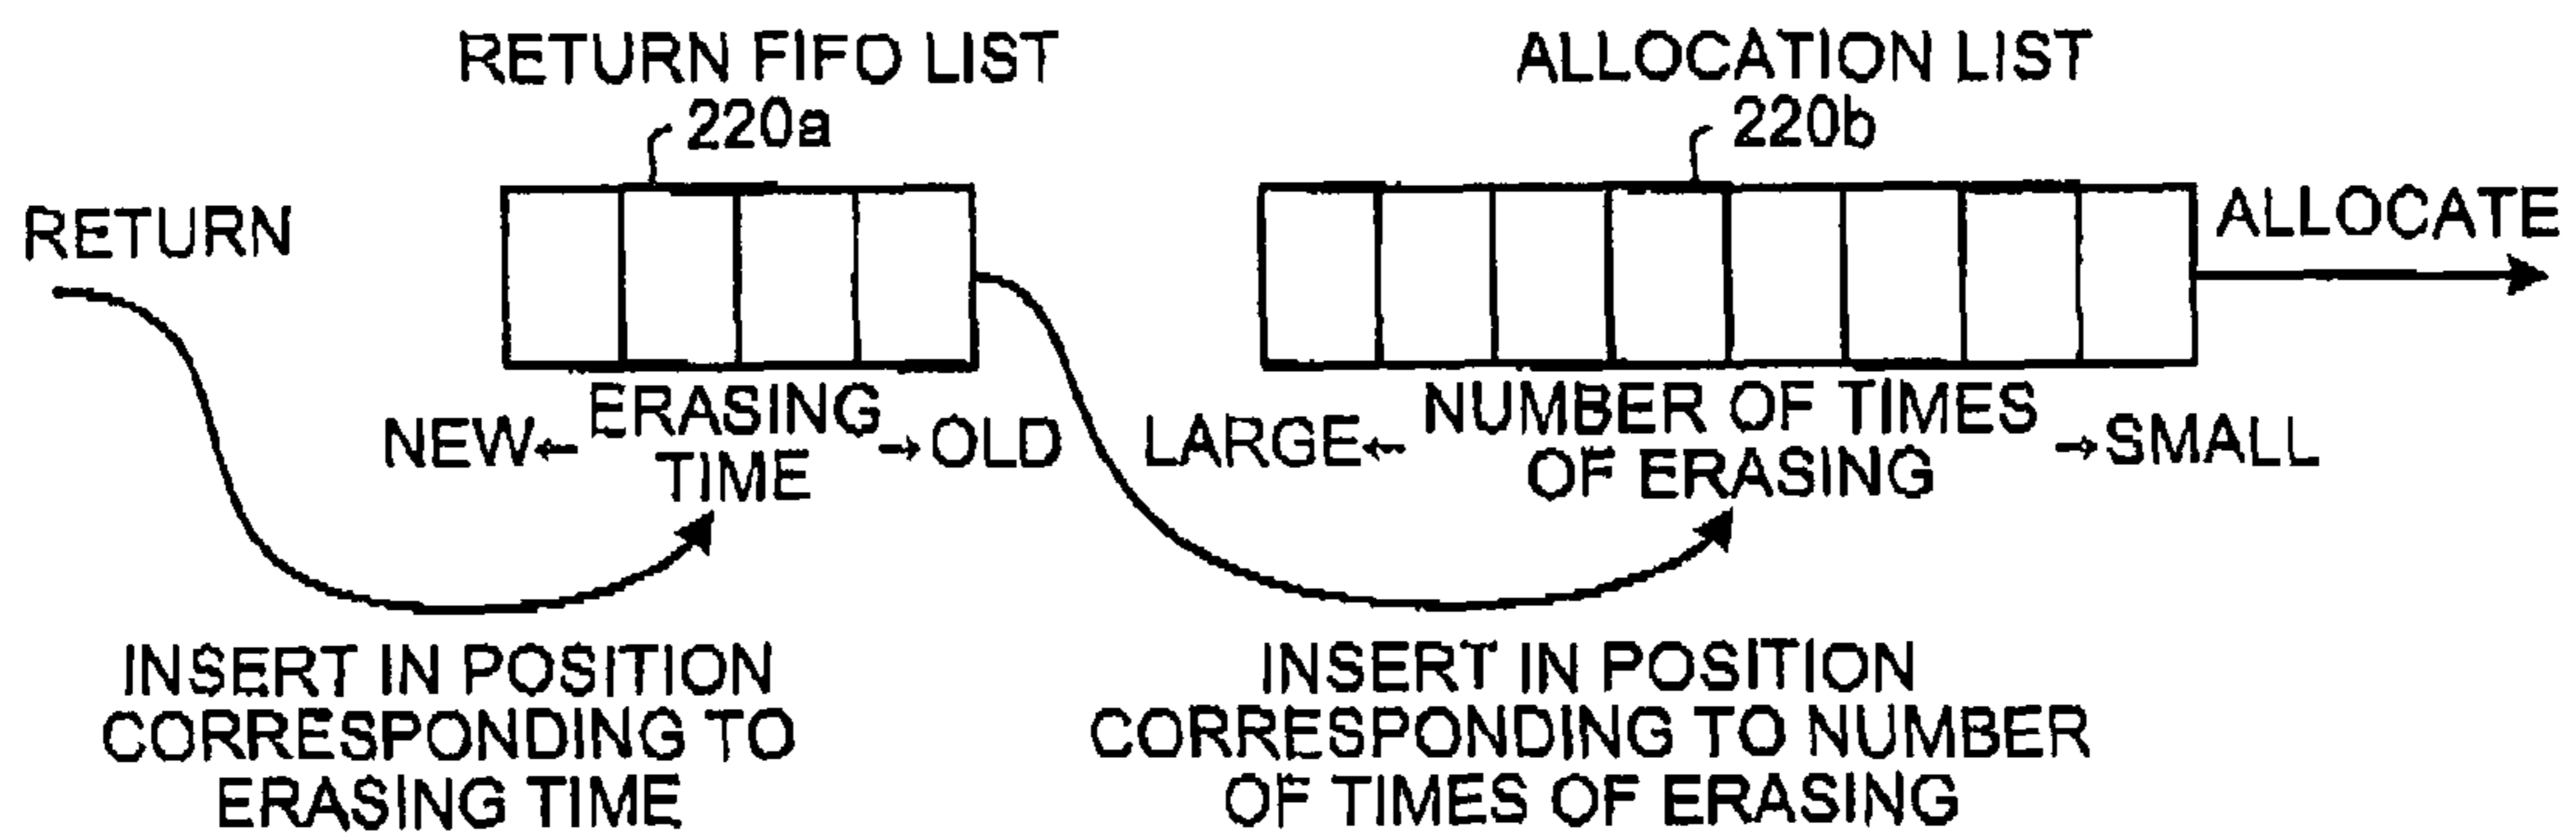 RETURN FIFO LIST
220a
ALLOCATION LIST
220b
RETURN
ALLOCATE
NEW← ERASING TIME →OLD
LARGE← NUMBER OF TIMES OF ERASING →SMALL
INSERT IN POSITION
CORRESPONDING TO
ERASING TIME
INSERT IN POSITION
CORRESPONDING TO NUMBER
OF TIMES OF ERASING